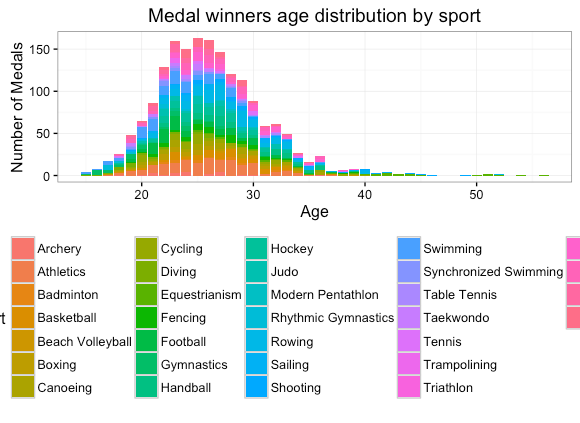 Medal winners age distribution by sport
Number of Medals
150
100
50
0
20
30
40
50
Age
rt
Archery
Athletics
Badminton
Basketball
Beach Volleyball
Boxing
Canoeing
Cycling
Diving
Equestrianism
Fencing
Football
Gymnastics
Handball
Hockey
Judo
Modern Pentathlon
Rhythmic Gymnastics
Rowing
Sailing
Shooting
Swimming
Synchronized Swimming
Table Tennis
Taekwondo
Tennis
Trampolining
Triathlon